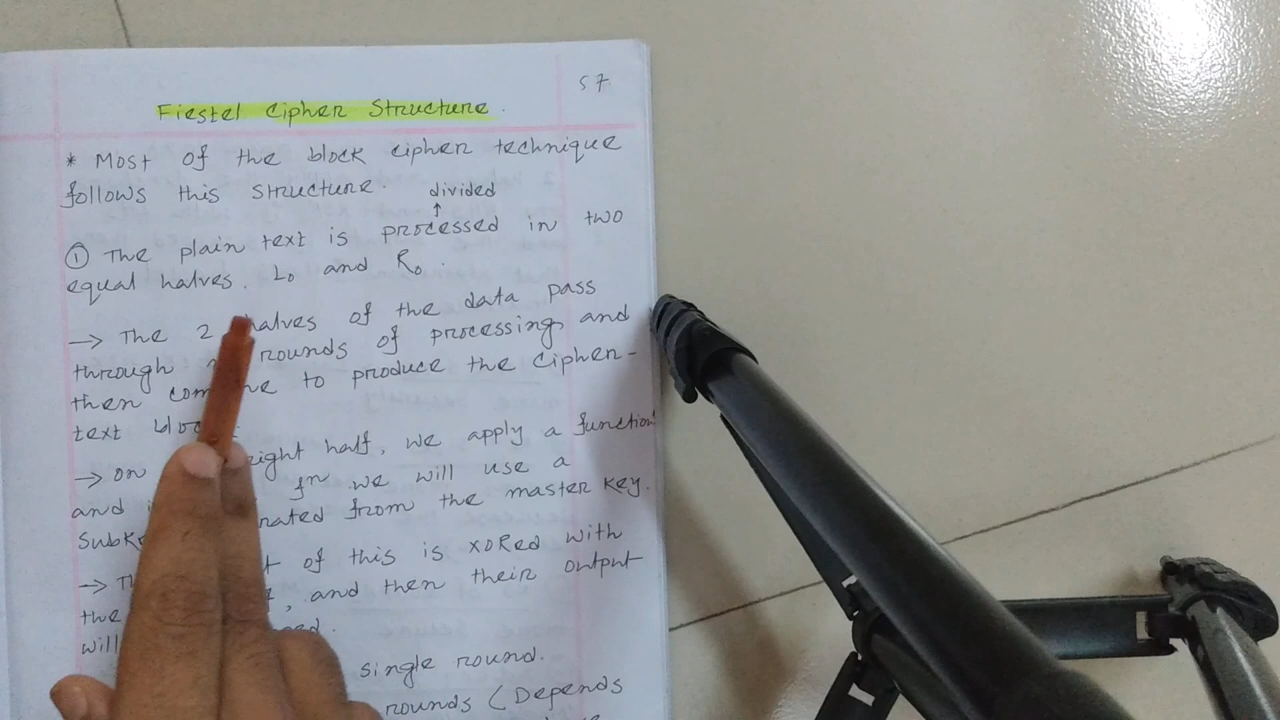 57
Fiestel Cipher Structure.
* Most of the block cipher technique
follows this structure.
divided
↑
① The plain text is processed in two
equal halves. L₀ and R₀.
→ The 2 halves of the data pass
through rounds of processing and
then to produce the cipher-
text
→ on right half, we apply a function
and fn we will use a
from the master key.
→ of this is XORed with
the , and then their output
will
single round.
rounds (Depends